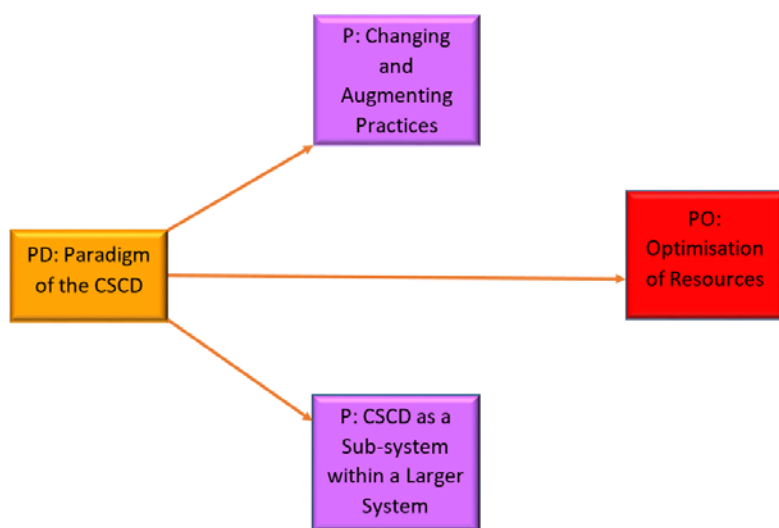 P: Changing
and
Augmenting
Practices
PD: Paradigm
of the CSCD
PO:
Optimisation
of Resources
P: CSCD as a
Sub-system
within a Larger
System